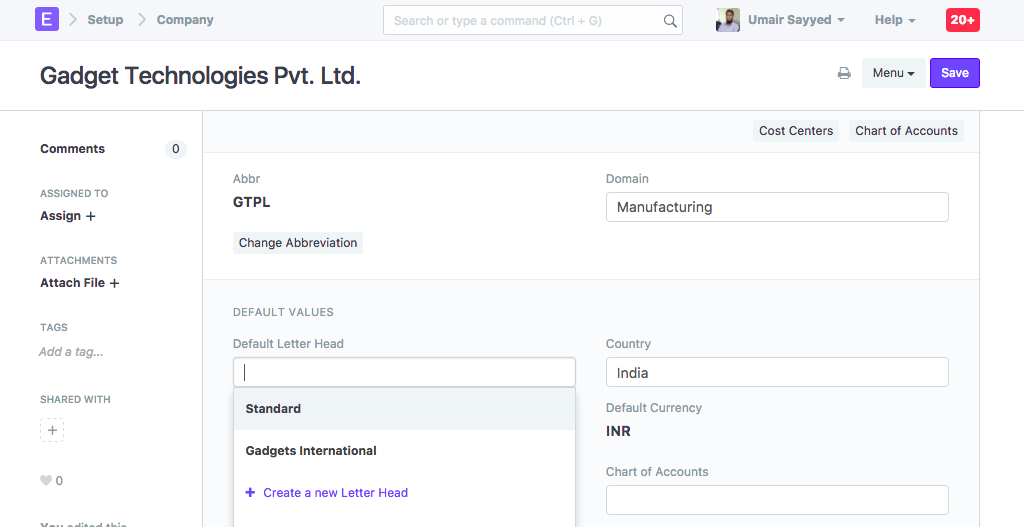 E Setup Company Search or type a command (Ctrl + G) Umair Sayyed Help 20+
Gadget Technologies Pvt. Ltd. Menu Save
Cost Centers Chart of Accounts
Comments 0
ASSIGNED TO
Assign +
ATTACHMENTS
Attach File +
TAGS
Add a tag...
SHARED WITH
+
0
You edited this
Abbr
GTPL
Change Abbreviation
Domain
Manufacturing
DEFAULT VALUES
Default Letter Head
Standard
Gadgets International
+ Create a new Letter Head
Country
India
Default Currency
INR
Chart of Accounts